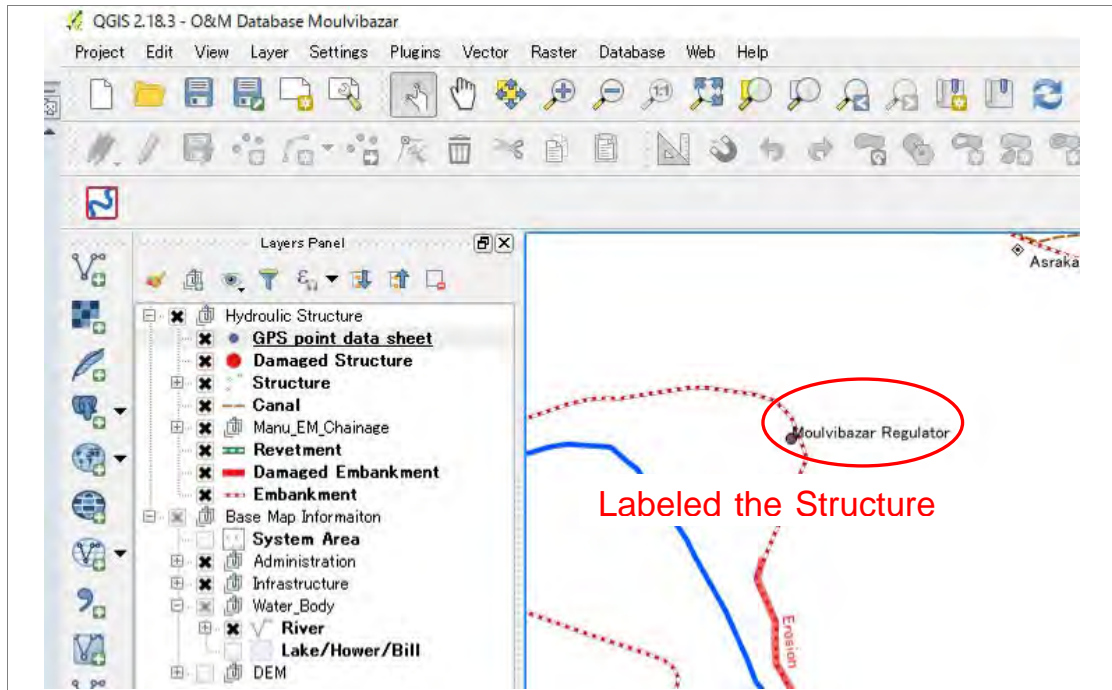 QGIS 2.18.3 - O&M Database Moulvibazar
Project Edit View Layer Settings Plugins Vector Raster Database Web Help
1:1
Layers Panel
Hydroulic Structure
GPS point data sheet
Damaged Structure
Structure
Canal
Manu_EM_Chainage
Revetment
Damaged Embankment
Embankment
Base Map Informaiton
System Area
Administration
Infrastructure
Water_Body
River
Lake/Hower/Bill
DEM
Asraka
Moulvibazar Regulator
Labeled the Structure
Erosion